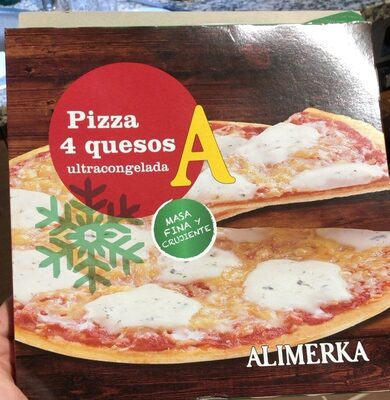 Pizza
4 quesos
ultracongelada
A
MASA
FINA Y
CRUJIENTE
ALIMERKA